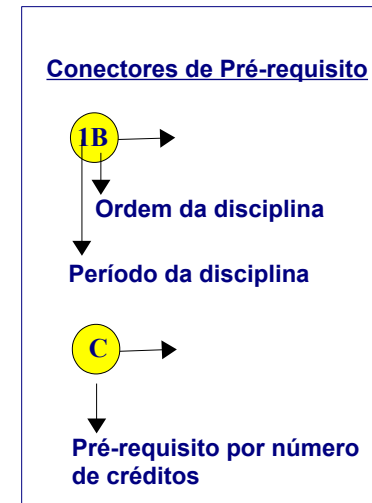 Conectores de Pré-requisito
1B
Ordem da disciplina
Período da disciplina
C
Pré-requisito por número
de créditos